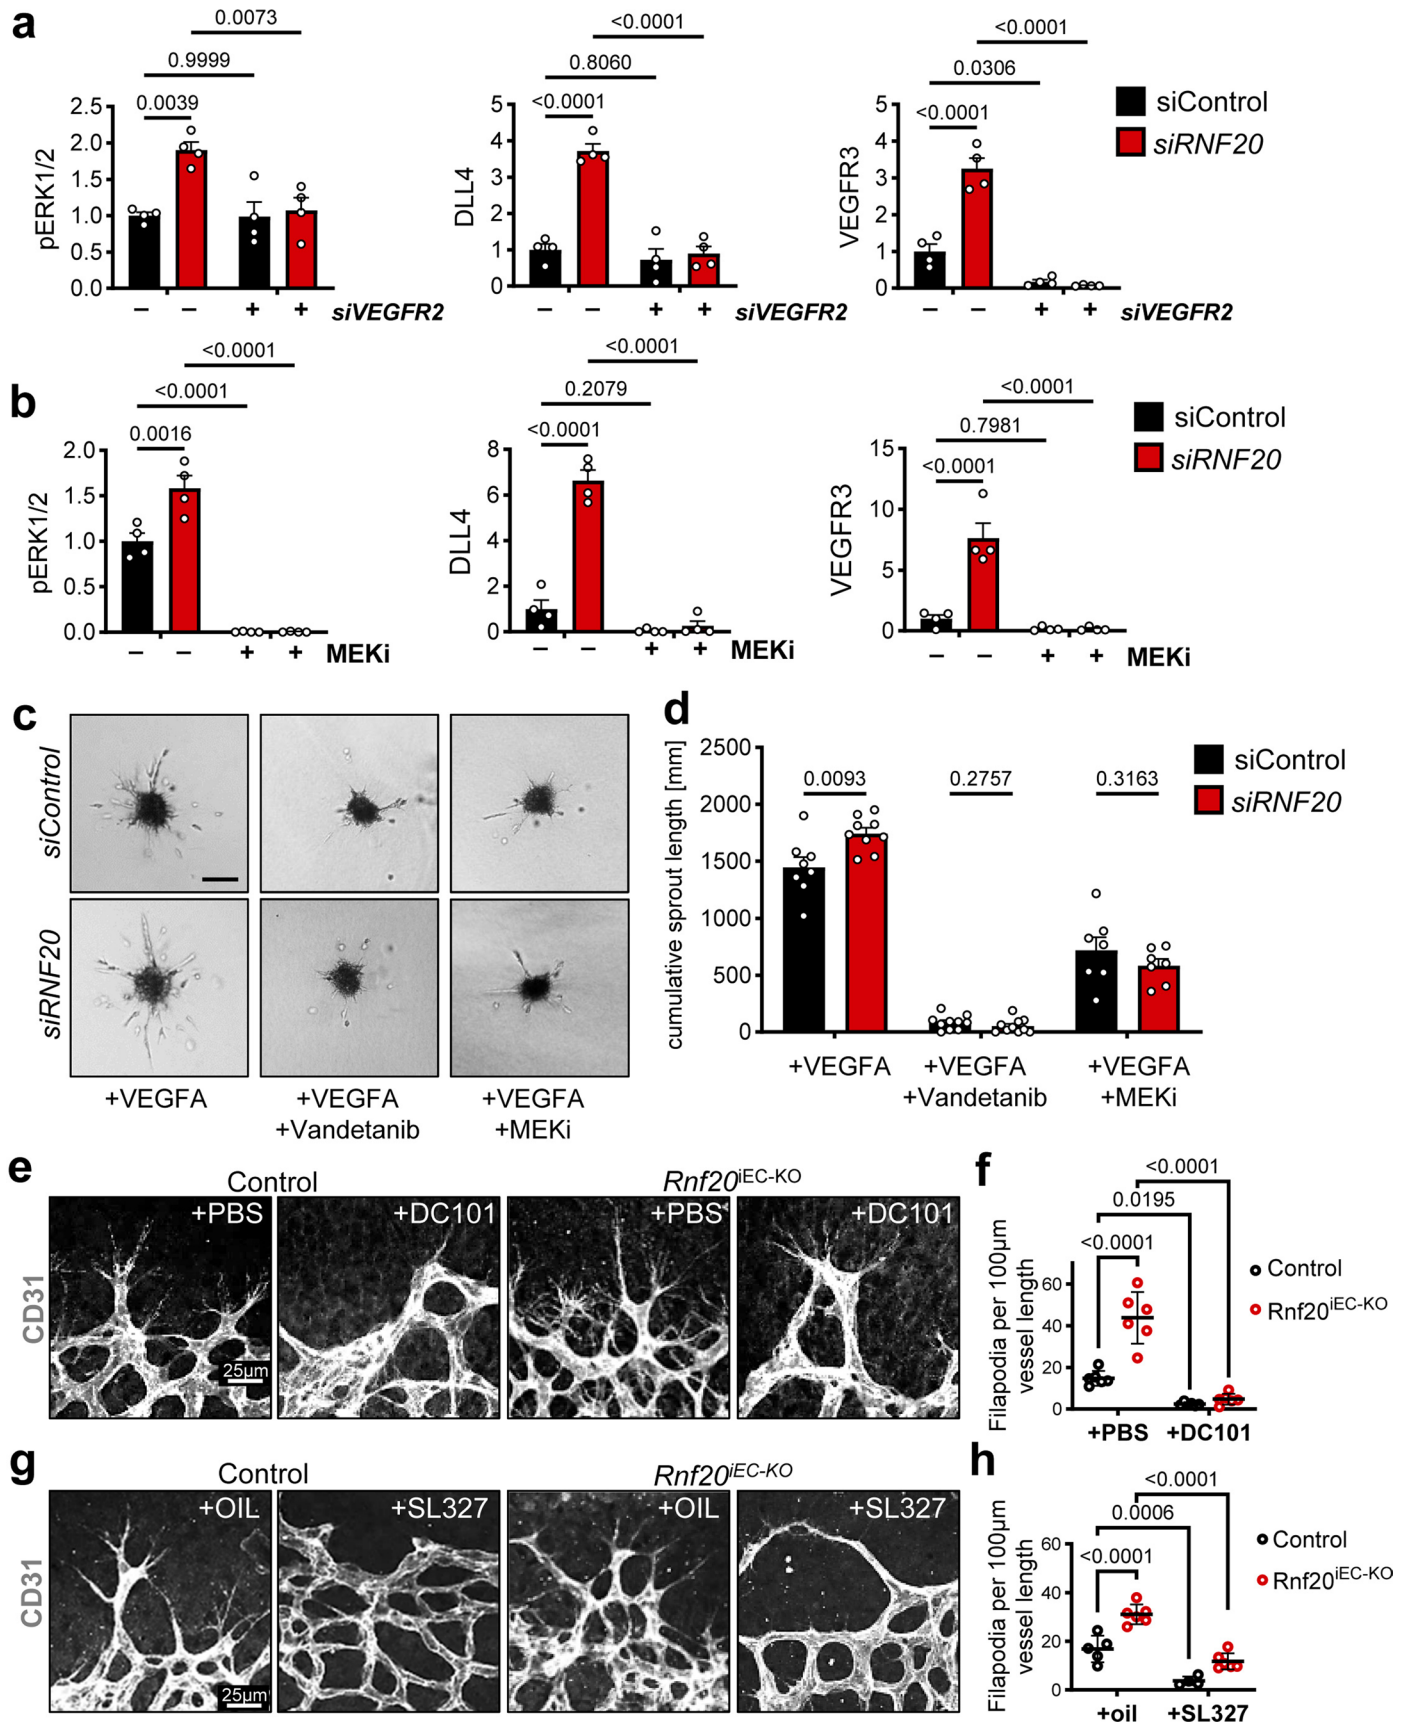 a
0.0073
0.9999
0.0039
pERK1/2
2.5
2.0
1.5
1.0
0.5
0.0
− − + + siVEGFR2
<0.0001
0.8060
<0.0001
DLL4
5
4
3
2
1
0
− − + + siVEGFR2
<0.0001
0.0306
<0.0001
VEGFR3
5
4
3
2
1
0
− − + + siVEGFR2
siControl
siRNF20
b
<0.0001
<0.0001
0.0016
pERK1/2
2.0
1.5
1.0
0.5
0.0
− − + + MEKi
<0.0001
0.2079
<0.0001
DLL4
8
6
4
2
0
− − + + MEKi
<0.0001
0.7981
<0.0001
VEGFR3
15
10
5
0
− − + + MEKi
siControl
siRNF20
c
siControl
siRNF20
+VEGFA
+VEGFA
+Vandetanib
+VEGFA
+MEKi
d
cumulative sprout length [mm]
2500
2000
1500
1000
500
0
0.0093
0.2757
0.3163
siControl
siRNF20
+VEGFA
+VEGFA
+Vandetanib
+VEGFA
+MEKi
e
Control
Rnf20iEC-KO
+PBS
+DC101
+PBS
+DC101
CD31
25µm
f
<0.0001
0.0195
<0.0001
Filapodia per 100µm
vessel length
60
40
20
0
+PBS
+DC101
Control
Rnf20iEC-KO
g
Control
Rnf20iEC-KO
+OIL
+SL327
+OIL
+SL327
CD31
25µm
h
<0.0001
0.0006
<0.0001
Filapodia per 100µm
vessel length
60
40
20
0
+oil
+SL327
Control
Rnf20iEC-KO